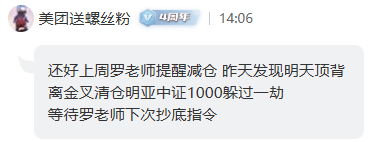 美团送螺丝粉 4周年 14:06
还好上周罗老师提醒减仓 昨天发现明天顶背
离金叉清仓明亚中证1000躲过一劫
等待罗老师下次抄底指令